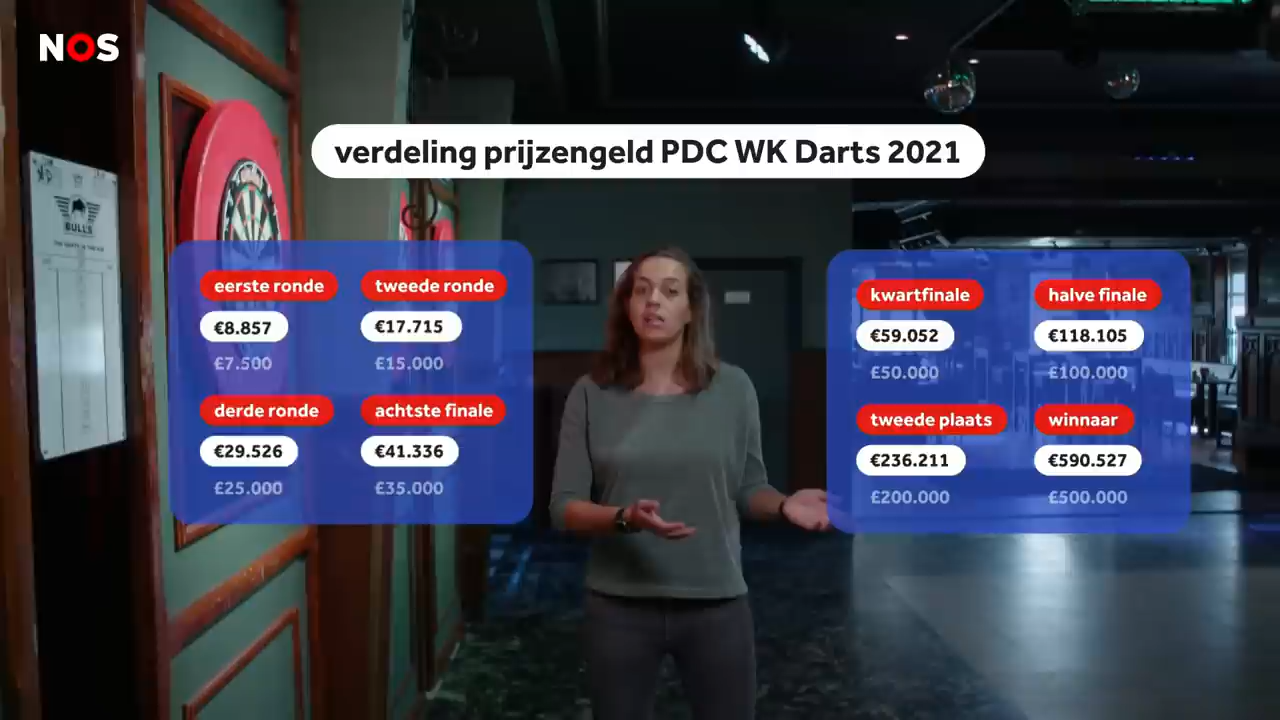 NOS
verdeling prijzengeld PDC WK Darts 2021
eerste ronde
€8.857
£7.500
tweede ronde
€17.715
£15.000
derde ronde
€29.526
£25.000
achtste finale
€41.336
£35.000
kwartfinale
€59.052
£50.000
halve finale
€118.105
£100.000
tweede plaats
€236.211
£200.000
winnaar
€590.527
£500.000
BULL'S